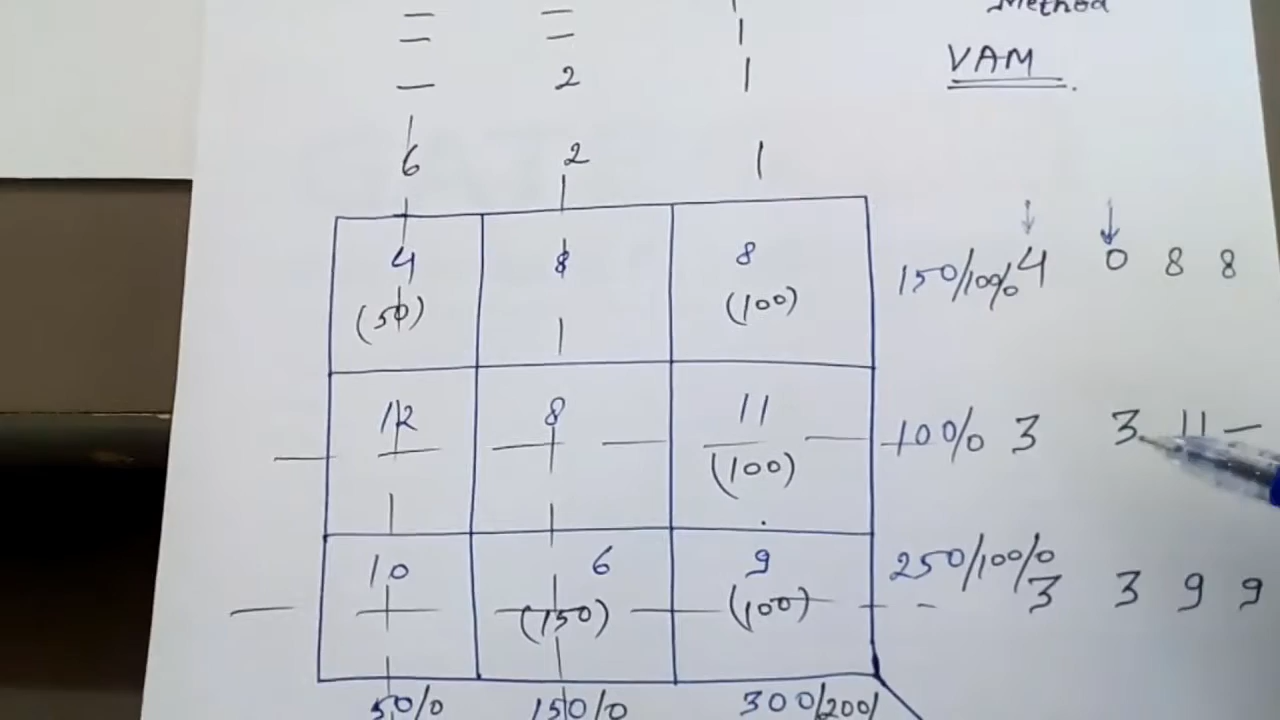 Method
— — 1
VAM
— 2 1
6 2 1
4 8 8 150/100/0 4 0 8 8
(50) (100)
12 8 11 100/0 3 3 11 —
(100)
10 6 9 250/100/0 3 3 9 9
(150) (100)
50/0 150/0 300/200/